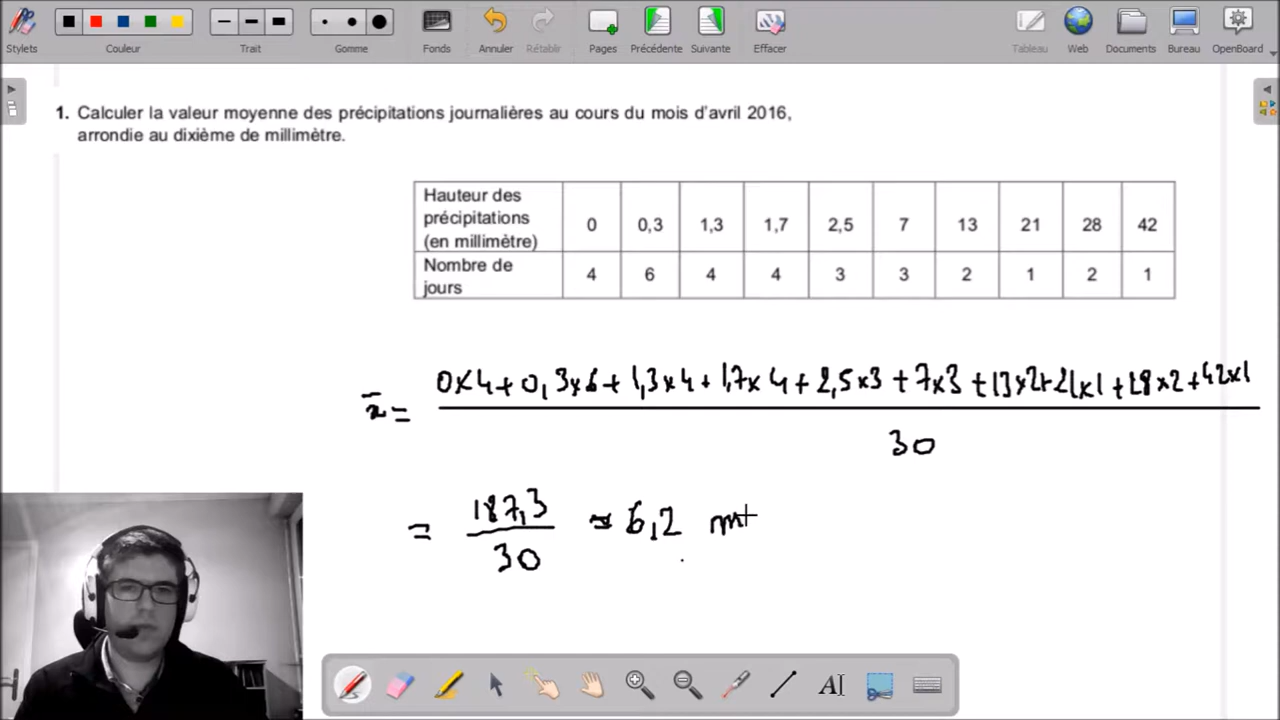 Stylets Couleur Trait Gomme Fonds Annuler Rétablir Pages Précédente Suivante Effacer Tableau Web Documents Bureau OpenBoard
1. Calculer la valeur moyenne des précipitations journalières au cours du mois d'avril 2016,
arrondie au dixième de millimètre.
Hauteur des
précipitations
(en millimètre) 0 0,3 1,3 1,7 2,5 7 13 21 28 42
Nombre de
jours 4 6 4 4 3 3 2 1 2 1
x̄ = 0×4+0,3×6+1,3×4+1,7×4+2,5×3+7×3+13×2+21×1+28×2+42×1
30
= 187,3 ≈ 6,2
30
AI